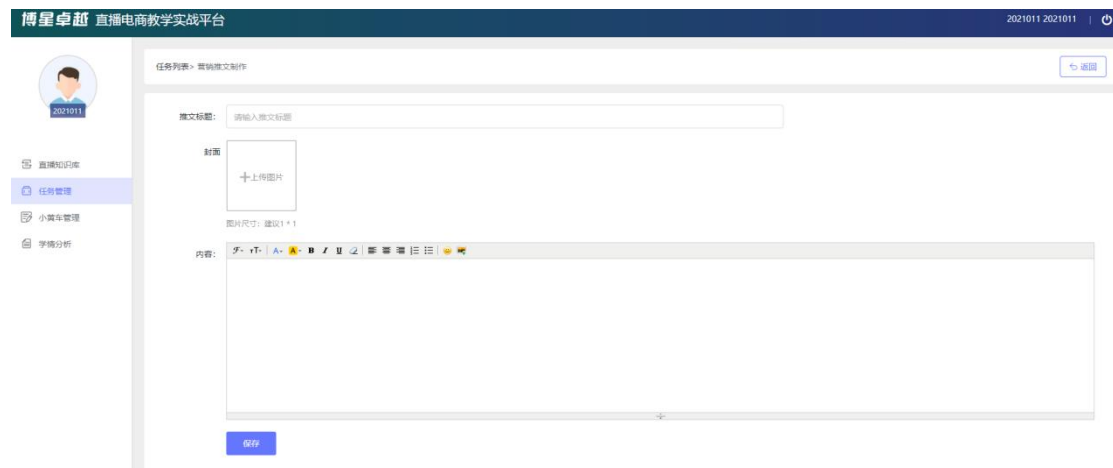 博星卓越 直播电商教学实战平台
2021011 2021011
2021011
直播知识库
任务管理
小黄车管理
学情分析
任务列表> 营销推文制作
返回
推文标题：
请输入推文标题
封面
上传图片
图片尺寸：建议1 * 1
内容：
保存